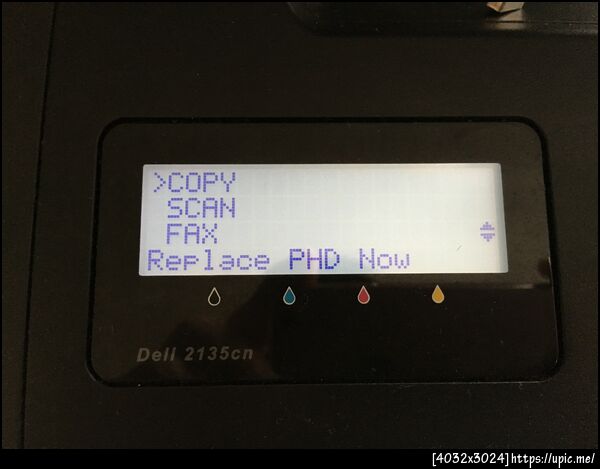 >COPY
SCAN
FAX
Replace PHD Now
Dell 2135cn
[4032x3024]https://upic.me/